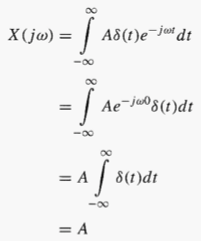 X(jω) = ∫_{-∞}^{∞} Aδ(t)e^{-jωt}dt
= ∫_{-∞}^{∞} Ae^{-jω0}δ(t)dt
= A ∫_{-∞}^{∞} δ(t)dt
= A